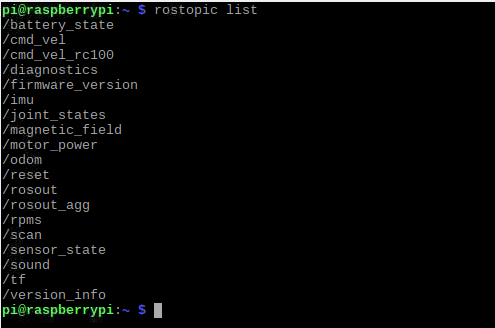 pi@raspberrypi:~ $ rostopic list
/battery_state
/cmd_vel
/cmd_vel_rc100
/diagnostics
/firmware_version
/imu
/joint_states
/magnetic_field
/motor_power
/odom
/reset
/rosout
/rosout_agg
/rpms
/scan
/sensor_state
/sound
/tf
/version_info
pi@raspberrypi:~ $